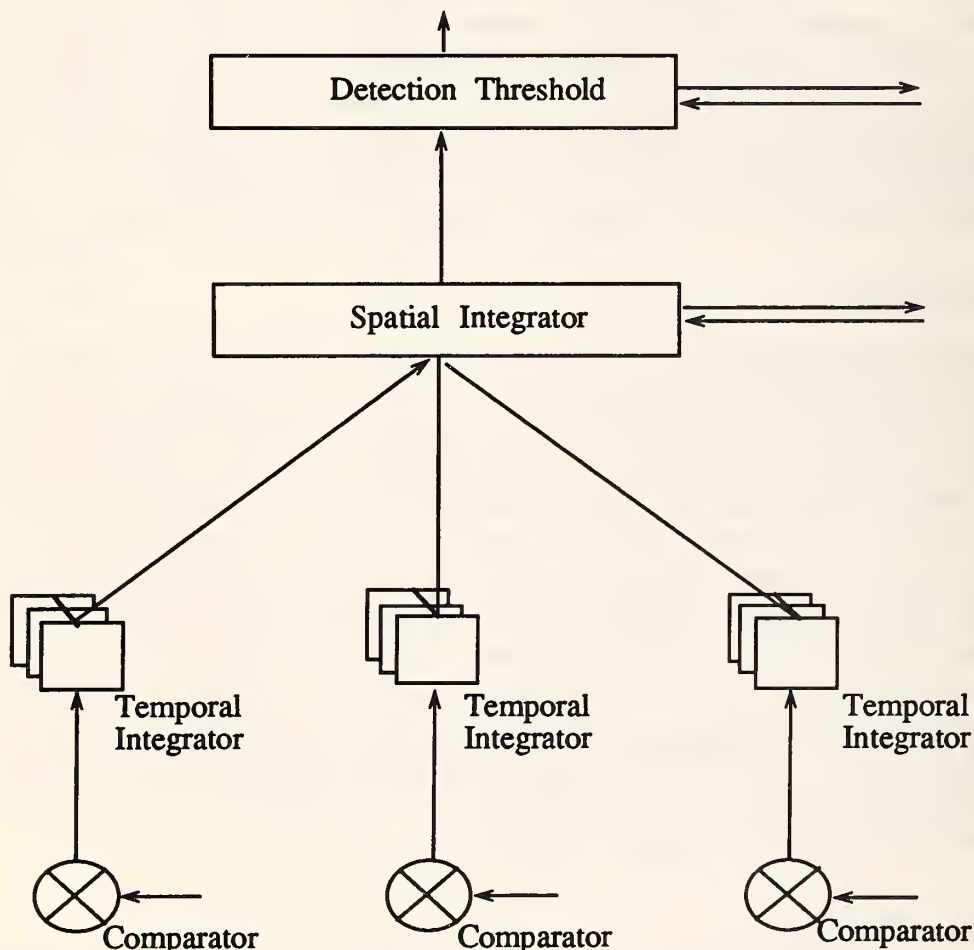 Detection Threshold
Spatial Integrator
Temporal
Integrator
Temporal
Integrator
Temporal
Integrator
Comparator
Comparator
Comparator